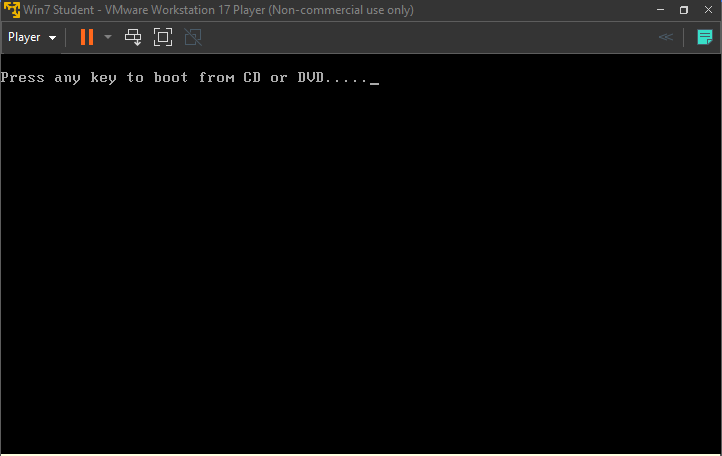 Win7 Student - VMware Workstation 17 Player (Non-commercial use only)
Player
Press any key to boot from CD or DVD....._